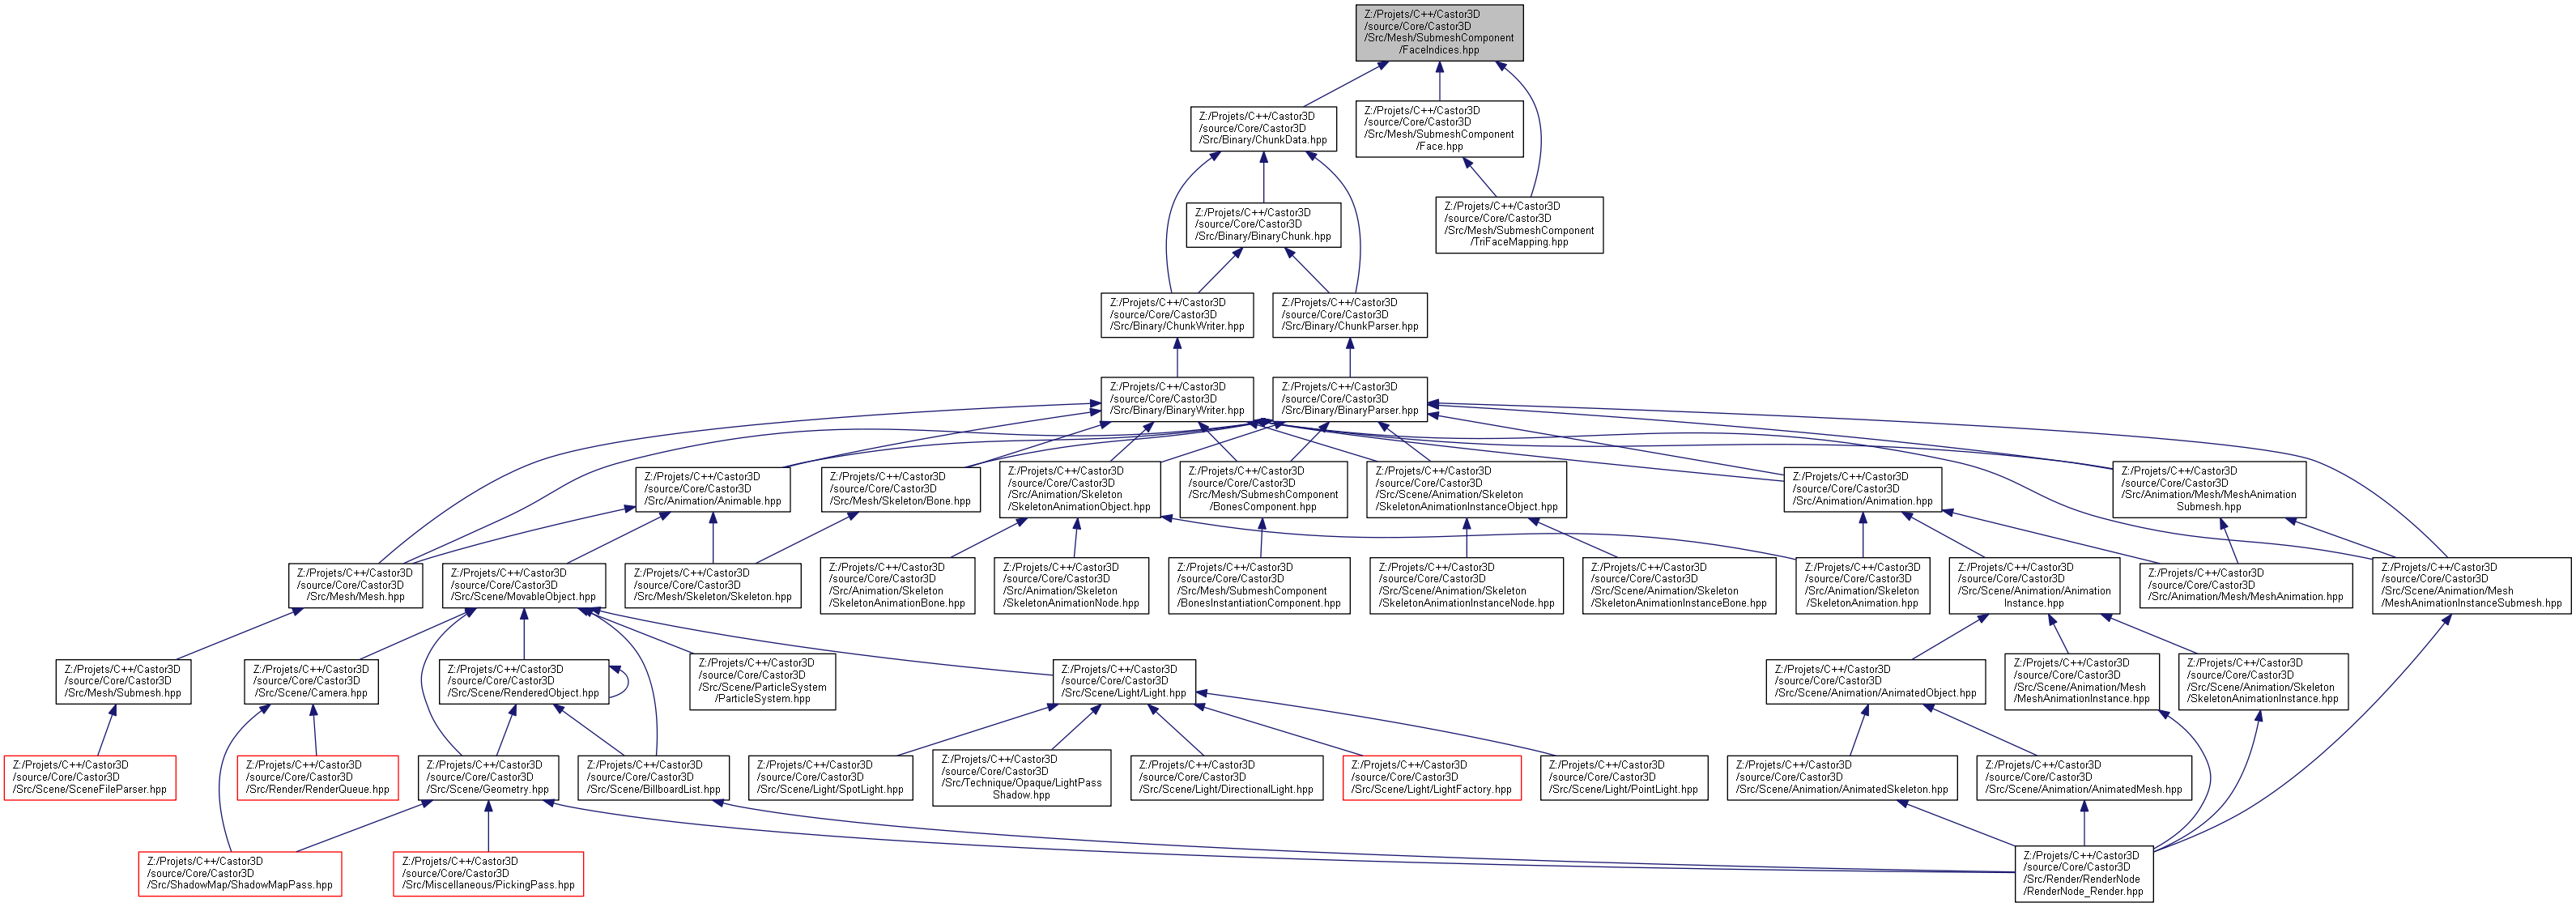 Z:/Projets/C++/Castor3D
/source/Core/Castor3D
/Src/Mesh/SubmeshComponent
/FaceIndices.hpp
Z:/Projets/C++/Castor3D
/source/Core/Castor3D
/Src/Binary/ChunkData.hpp
Z:/Projets/C++/Castor3D
/source/Core/Castor3D
/Src/Mesh/SubmeshComponent
/Face.hpp
Z:/Projets/C++/Castor3D
/source/Core/Castor3D
/Src/Binary/BinaryChunk.hpp
Z:/Projets/C++/Castor3D
/source/Core/Castor3D
/Src/Mesh/SubmeshComponent
/TriFaceMapping.hpp
Z:/Projets/C++/Castor3D
/source/Core/Castor3D
/Src/Binary/ChunkWriter.hpp
Z:/Projets/C++/Castor3D
/source/Core/Castor3D
/Src/Binary/ChunkParser.hpp
Z:/Projets/C++/Castor3D
/source/Core/Castor3D
/Src/Binary/BinaryWriter.hpp
Z:/Projets/C++/Castor3D
/source/Core/Castor3D
/Src/Binary/BinaryParser.hpp
Z:/Projets/C++/Castor3D
/source/Core/Castor3D
/Src/Animation/Animable.hpp
Z:/Projets/C++/Castor3D
/source/Core/Castor3D
/Src/Mesh/Skeleton/Bone.hpp
Z:/Projets/C++/Castor3D
/source/Core/Castor3D
/Src/Animation/Skeleton
/SkeletonAnimationObject.hpp
Z:/Projets/C++/Castor3D
/source/Core/Castor3D
/Src/Mesh/SubmeshComponent
/BonesComponent.hpp
Z:/Projets/C++/Castor3D
/source/Core/Castor3D
/Src/Scene/Animation/Skeleton
/SkeletonAnimationInstanceObject.hpp
Z:/Projets/C++/Castor3D
/source/Core/Castor3D
/Src/Animation/Animation.hpp
Z:/Projets/C++/Castor3D
/source/Core/Castor3D
/Src/Animation/Mesh/MeshAnimation
Submesh.hpp
Z:/Projets/C++/Castor3D
/source/Core/Castor3D
/Src/Mesh/Mesh.hpp
Z:/Projets/C++/Castor3D
/source/Core/Castor3D
/Src/Scene/MovableObject.hpp
Z:/Projets/C++/Castor3D
/source/Core/Castor3D
/Src/Mesh/Skeleton/Skeleton.hpp
Z:/Projets/C++/Castor3D
/source/Core/Castor3D
/Src/Animation/Skeleton
/SkeletonAnimationBone.hpp
Z:/Projets/C++/Castor3D
/source/Core/Castor3D
/Src/Animation/Skeleton
/SkeletonAnimationNode.hpp
Z:/Projets/C++/Castor3D
/source/Core/Castor3D
/Src/Mesh/SubmeshComponent
/BonesInstantiationComponent.hpp
Z:/Projets/C++/Castor3D
/source/Core/Castor3D
/Src/Scene/Animation/Skeleton
/SkeletonAnimationInstanceNode.hpp
Z:/Projets/C++/Castor3D
/source/Core/Castor3D
/Src/Scene/Animation/Skeleton
/SkeletonAnimationInstanceBone.hpp
Z:/Projets/C++/Castor3D
/source/Core/Castor3D
/Src/Animation/Skeleton
/SkeletonAnimation.hpp
Z:/Projets/C++/Castor3D
/source/Core/Castor3D
/Src/Scene/Animation/Animation
Instance.hpp
Z:/Projets/C++/Castor3D
/source/Core/Castor3D
/Src/Animation/Mesh/MeshAnimation.hpp
Z:/Projets/C++/Castor3D
/source/Core/Castor3D
/Src/Scene/Animation/Mesh
/MeshAnimationInstanceSubmesh.hpp
Z:/Projets/C++/Castor3D
/source/Core/Castor3D
/Src/Mesh/Submesh.hpp
Z:/Projets/C++/Castor3D
/source/Core/Castor3D
/Src/Scene/Camera.hpp
Z:/Projets/C++/Castor3D
/source/Core/Castor3D
/Src/Scene/RenderedObject.hpp
Z:/Projets/C++/Castor3D
/source/Core/Castor3D
/Src/Scene/ParticleSystem
/ParticleSystem.hpp
Z:/Projets/C++/Castor3D
/source/Core/Castor3D
/Src/Scene/Light/Light.hpp
Z:/Projets/C++/Castor3D
/source/Core/Castor3D
/Src/Scene/Animation/AnimatedObject.hpp
Z:/Projets/C++/Castor3D
/source/Core/Castor3D
/Src/Scene/Animation/Mesh
/MeshAnimationInstance.hpp
Z:/Projets/C++/Castor3D
/source/Core/Castor3D
/Src/Scene/Animation/Skeleton
/SkeletonAnimationInstance.hpp
Z:/Projets/C++/Castor3D
/source/Core/Castor3D
/Src/Scene/SceneFileParser.hpp
Z:/Projets/C++/Castor3D
/source/Core/Castor3D
/Src/Render/RenderQueue.hpp
Z:/Projets/C++/Castor3D
/source/Core/Castor3D
/Src/Scene/Geometry.hpp
Z:/Projets/C++/Castor3D
/source/Core/Castor3D
/Src/Scene/BillboardList.hpp
Z:/Projets/C++/Castor3D
/source/Core/Castor3D
/Src/Scene/Light/SpotLight.hpp
Z:/Projets/C++/Castor3D
/source/Core/Castor3D
/Src/Technique/Opaque/LightPass
Shadow.hpp
Z:/Projets/C++/Castor3D
/source/Core/Castor3D
/Src/Scene/Light/DirectionalLight.hpp
Z:/Projets/C++/Castor3D
/source/Core/Castor3D
/Src/Scene/Light/LightFactory.hpp
Z:/Projets/C++/Castor3D
/source/Core/Castor3D
/Src/Scene/Light/PointLight.hpp
Z:/Projets/C++/Castor3D
/source/Core/Castor3D
/Src/Scene/Animation/AnimatedSkeleton.hpp
Z:/Projets/C++/Castor3D
/source/Core/Castor3D
/Src/Scene/Animation/AnimatedMesh.hpp
Z:/Projets/C++/Castor3D
/source/Core/Castor3D
/Src/ShadowMap/ShadowMapPass.hpp
Z:/Projets/C++/Castor3D
/source/Core/Castor3D
/Src/Miscellaneous/PickingPass.hpp
Z:/Projets/C++/Castor3D
/source/Core/Castor3D
/Src/Render/RenderNode
/RenderNode_Render.hpp